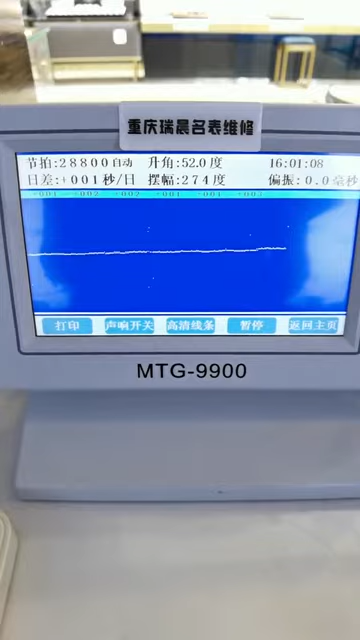 重庆瑞晨名表维修
节拍:28800自动 升角:52.0度 16:01:08
日差:+001秒/日 摆幅:274度 偏振:0.0毫秒
打印 声响开关 高清线条 暂停 返回主页
MTG-9900